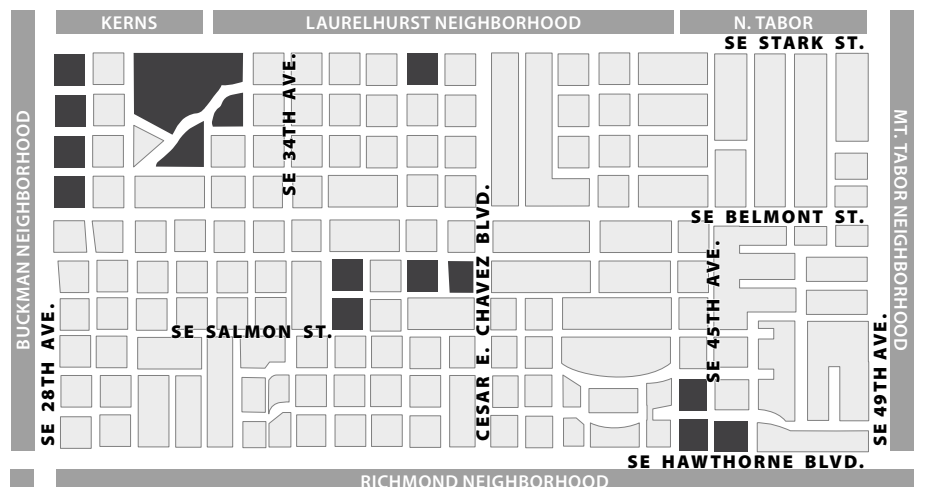 KERNS
LAURELHURST NEIGHBORHOOD
N. TABOR
SE STARK ST.
SE 34TH AVE.
BUCKMAN NEIGHBORHOOD
MT. TABOR NEIGHBORHOOD
SE BELMONT ST.
CESAR E. CHAVEZ BLVD.
SE 45TH AVE.
SE SALMON ST.
SE 28TH AVE.
SE 49TH AVE.
SE HAWTHORNE BLVD.
RICHMOND NEIGHBORHOOD